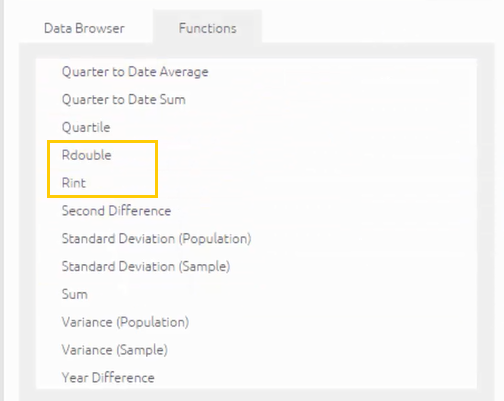 Data Browser Functions
Quarter to Date Average
Quarter to Date Sum
Quartile
Rdouble
Rint
Second Difference
Standard Deviation (Population)
Standard Deviation (Sample)
Sum
Variance (Population)
Variance (Sample)
Year Difference